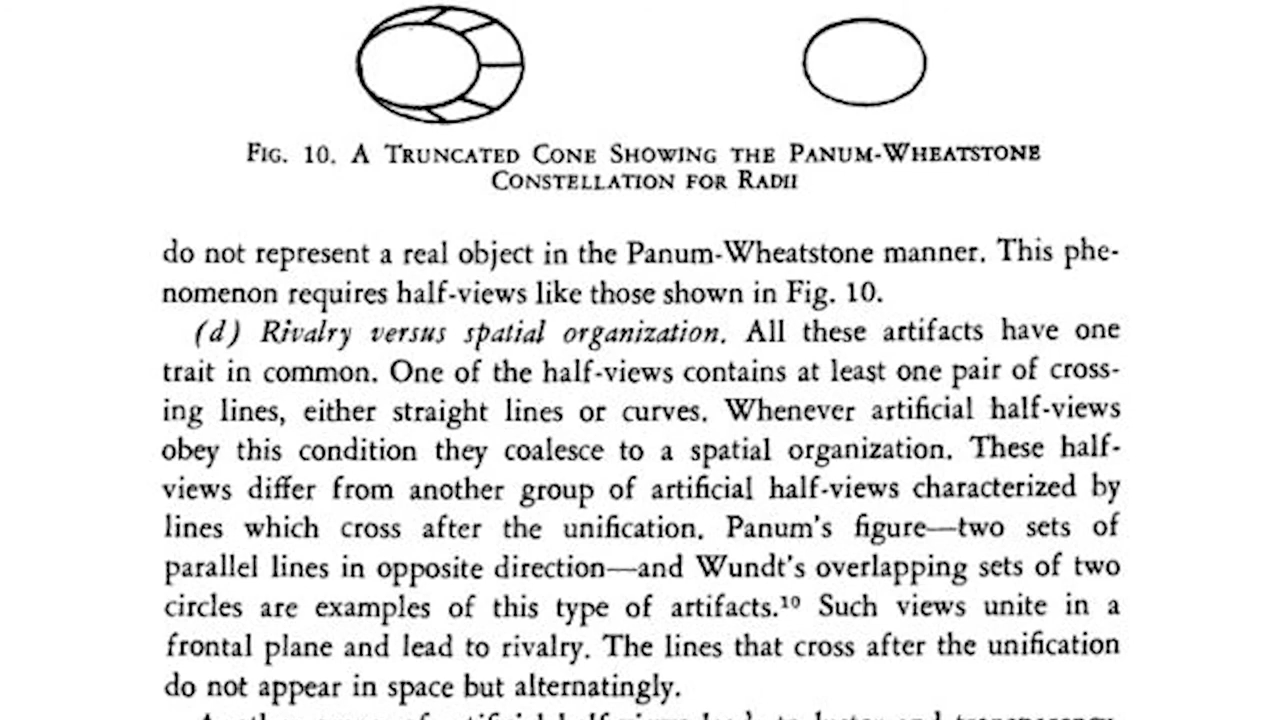 FIG. 10. A TRUNCATED CONE SHOWING THE PANUM-WHEATSTONE
CONSTELLATION FOR RADII
do not represent a real object in the Panum-Wheatstone manner. This phe-
nomenon requires half-views like those shown in Fig. 10.
(d) Rivalry versus spatial organization. All these artifacts have one
trait in common. One of the half-views contains at least one pair of cross-
ing lines, either straight lines or curves. Whenever artificial half-views
obey this condition they coalesce to a spatial organization. These half-
views differ from another group of artificial half-views characterized by
lines which cross after the unification. Panum's figure—two sets of
parallel lines in opposite direction—and Wundt's overlapping sets of two
circles are examples of this type of artifacts.¹⁰ Such views unite in a
frontal plane and lead to rivalry. The lines that cross after the unification
do not appear in space but alternatingly.